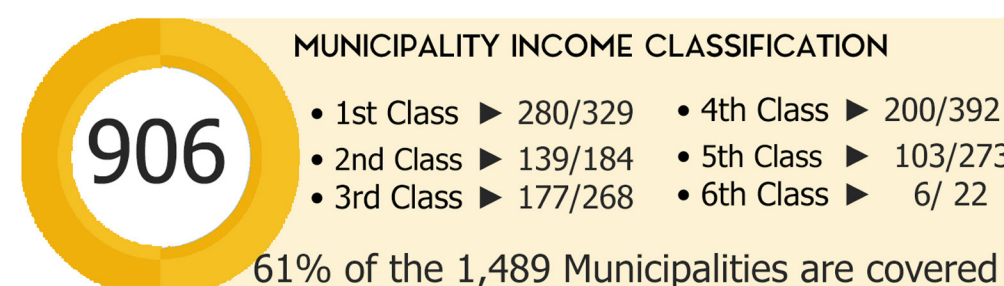 MUNICIPALITY INCOME CLASSIFICATION
906
• 1st Class ► 280/329 • 4th Class ► 200/392
• 2nd Class ► 139/184 • 5th Class ► 103/273
• 3rd Class ► 177/268 • 6th Class ► 6/ 22
61% of the 1,489 Municipalities are covered